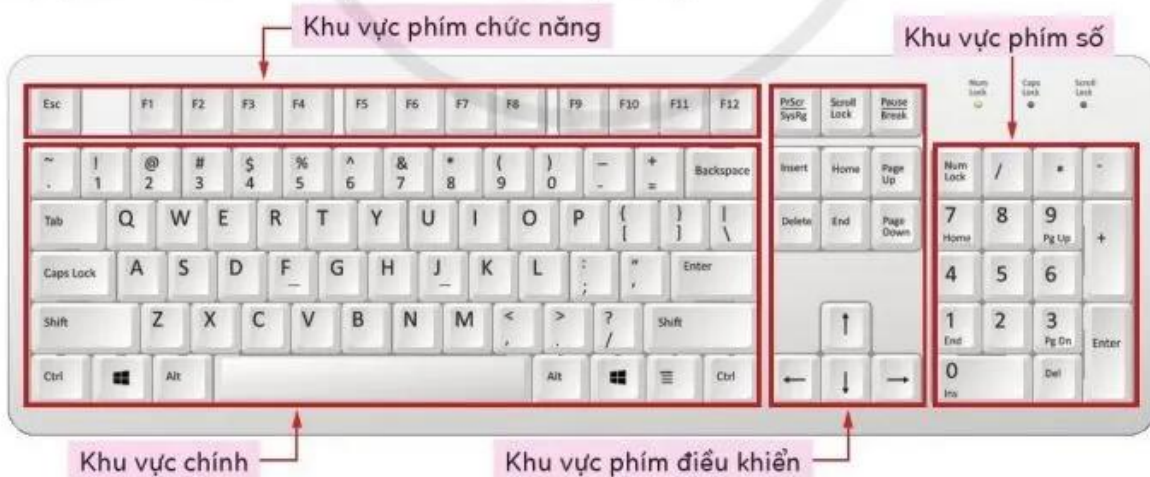 Khu vực phím chức năng
Khu vực phím số
Num Lock
Caps Lock
Scroll Lock
Esc F1 F2 F3 F4 F5 F6 F7 F8 F9 F10 F11 F12
PrScr SysRg
Scroll Lock
Pause Break
~ . ! 1 @ 2 # 3 $ 4 % 5 ^ 6 & 7 * 8 ( 9 ) 0 — - + = Backspace
Insert Home Page Up
Num Lock / * -
Tab Q W E R T Y U I O P { [ } ] | \
Delete End Page Down
7 Home 8 9 Pg Up +
Caps Lock A S D F G H J K L : ; " ' Enter
4 5 6
Shift Z X C V B N M < , > . ? / Shift
↑
1 End 2 3 Pg Dn Enter
Ctrl Alt Alt Ctrl
← ↓ →
0 Ins Del
Khu vực chính
Khu vực phím điều khiển